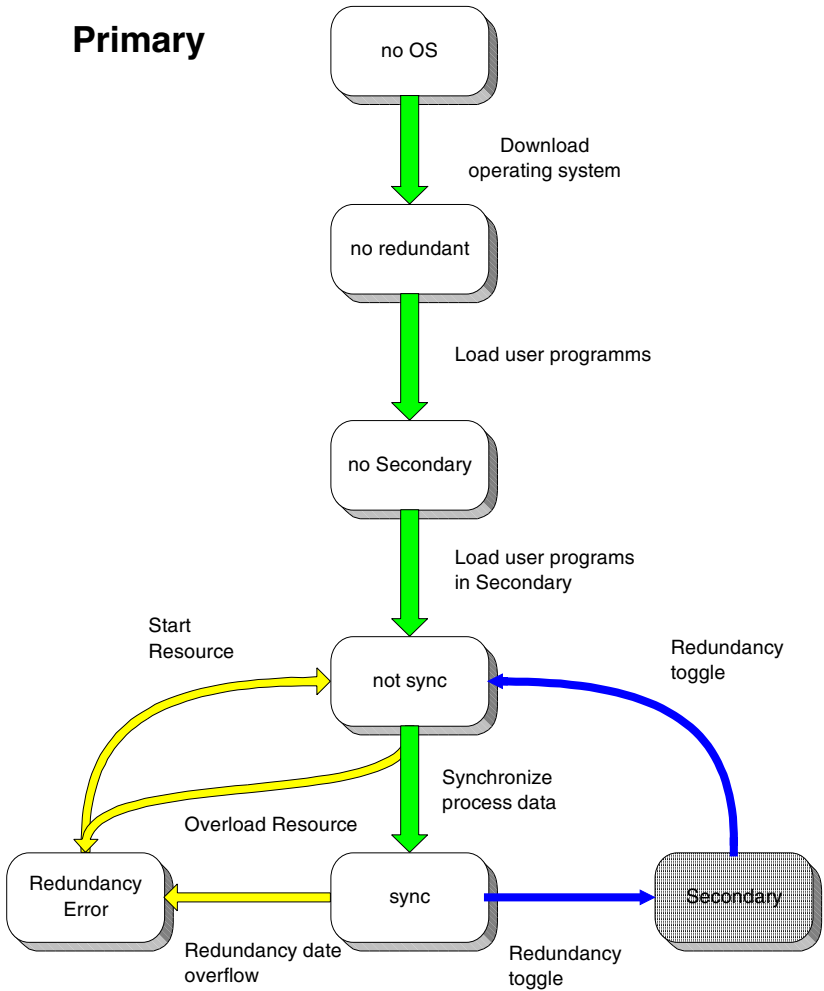 Primary
no OS
Download
operating system
no redundant
Load user programms
no Secondary
Load user programs
in Secondary
Start
Resource
Redundancy
toggle
not sync
Synchronize
process data
Overload Resource
Redundancy
Error
sync
Secondary
Redundancy date
overflow
Redundancy
toggle